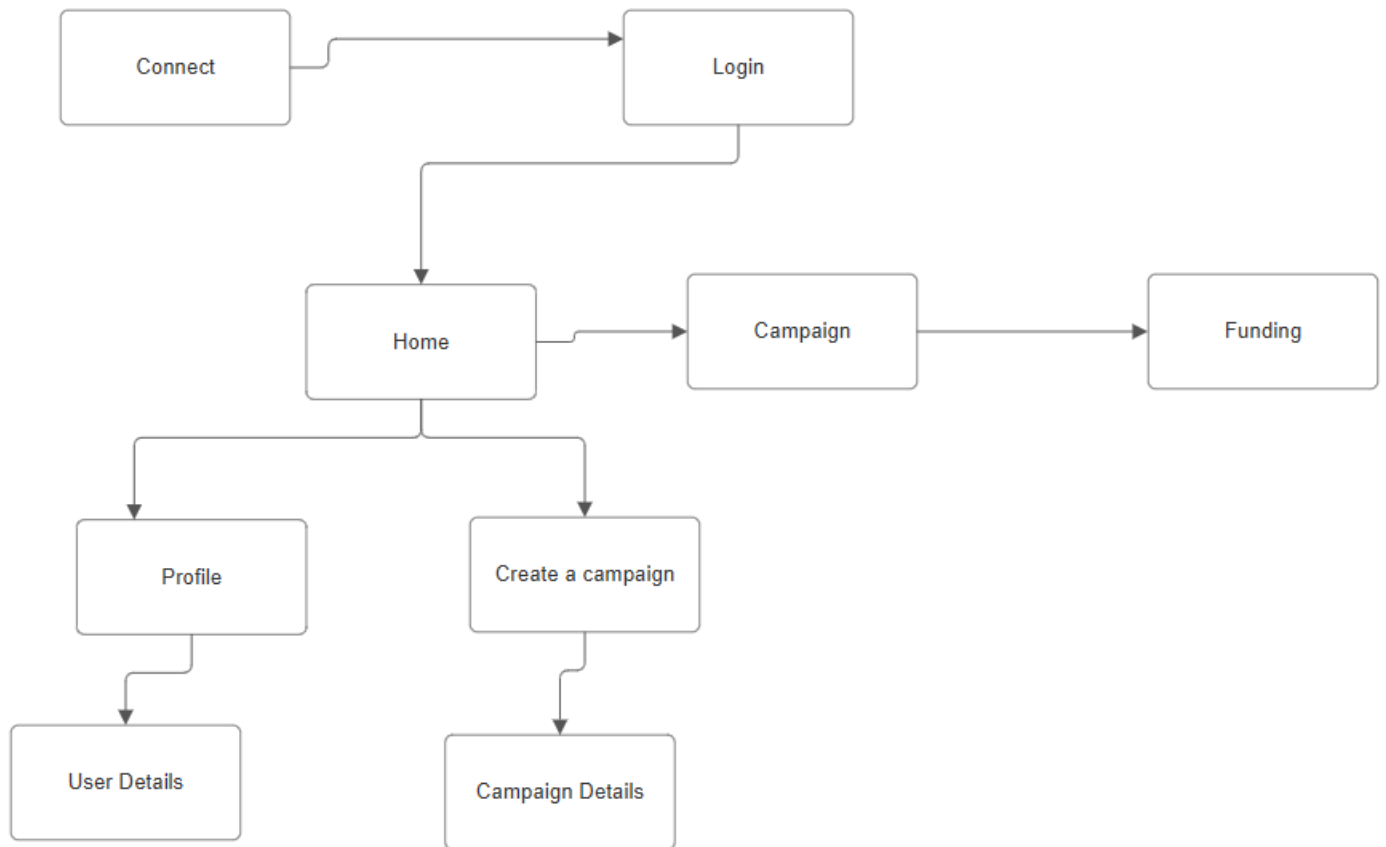 Connect
Login
Home
Campaign
Funding
Profile
Create a campaign
User Details
Campaign Details